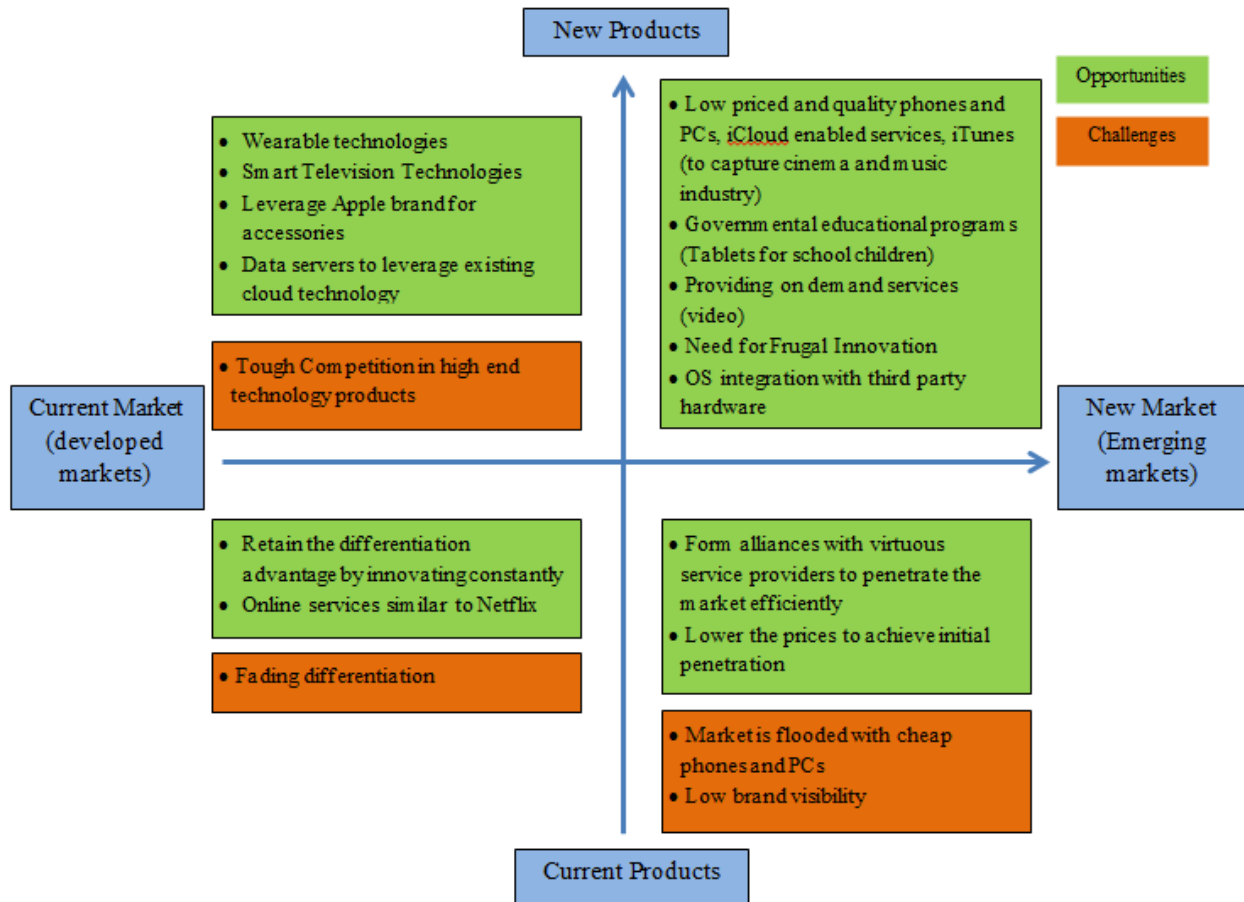 New Products
Opportunities
Challenges
• Wearable technologies
• Smart Television Technologies
• Leverage Apple brand for
accessories
• Data servers to leverage existing
cloud technology
• Low priced and quality phones and
PCs, iCloud enabled services, iTunes
(to capture cinema and music
industry)
• Governmental educational programs
(Tablets for school children)
• Providing on demand services
(video)
• Need for Frugal Innovation
• OS integration with third party
hardware
• Tough Competition in high end
technology products
Current Market
(developed
markets)
New Market
(Emerging
markets)
• Retain the differentiation
advantage by innovating constantly
• Online services similar to Netflix
• Fading differentiation
• Form alliances with virtuous
service providers to penetrate the
market efficiently
• Lower the prices to achieve initial
penetration
• Market is flooded with cheap
phones and PCs
• Low brand visibility
Current Products